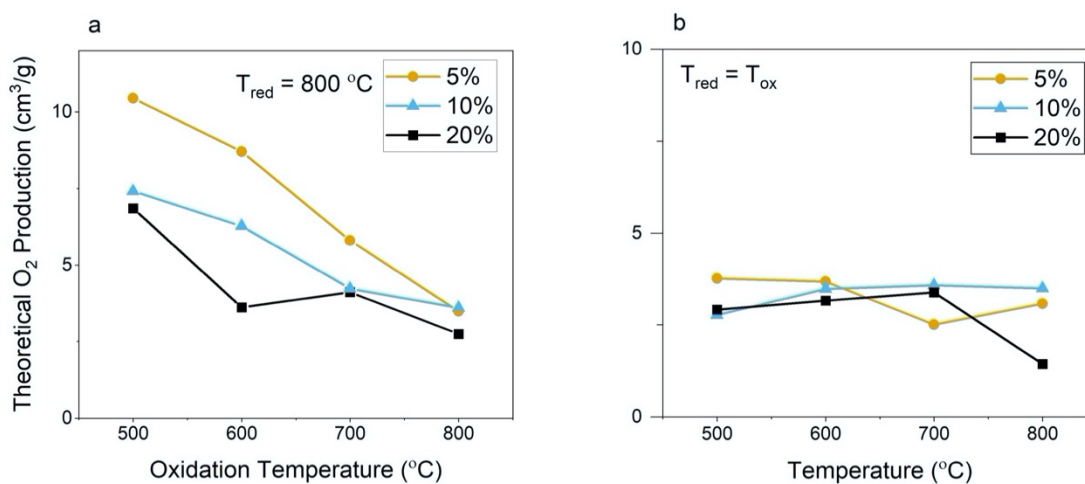 a
T_red = 800 °C
5%
10%
20%
Theoretical O₂ Production (cm³/g)
10
5
0
500 600 700 800
Oxidation Temperature (°C)
b
T_red = T_ox
5%
10%
20%
10
5
0
500 600 700 800
Temperature (°C)